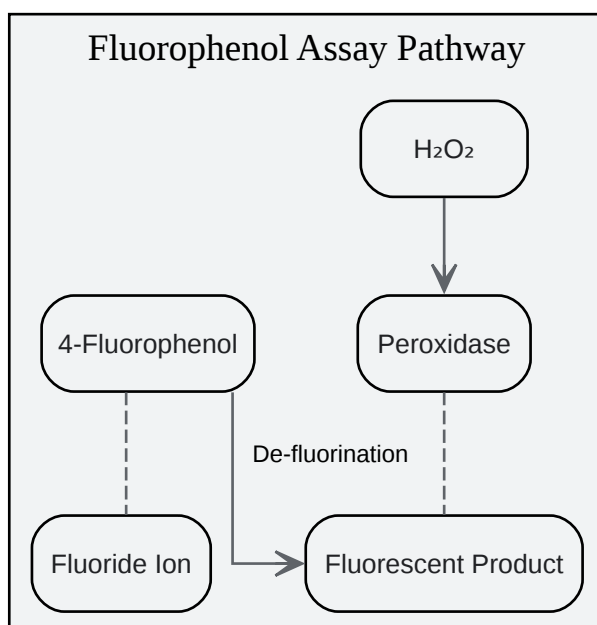 Fluorophenol Assay Pathway
H₂O₂
4-Fluorophenol
Peroxidase
De-fluorination
Fluoride Ion
Fluorescent Product